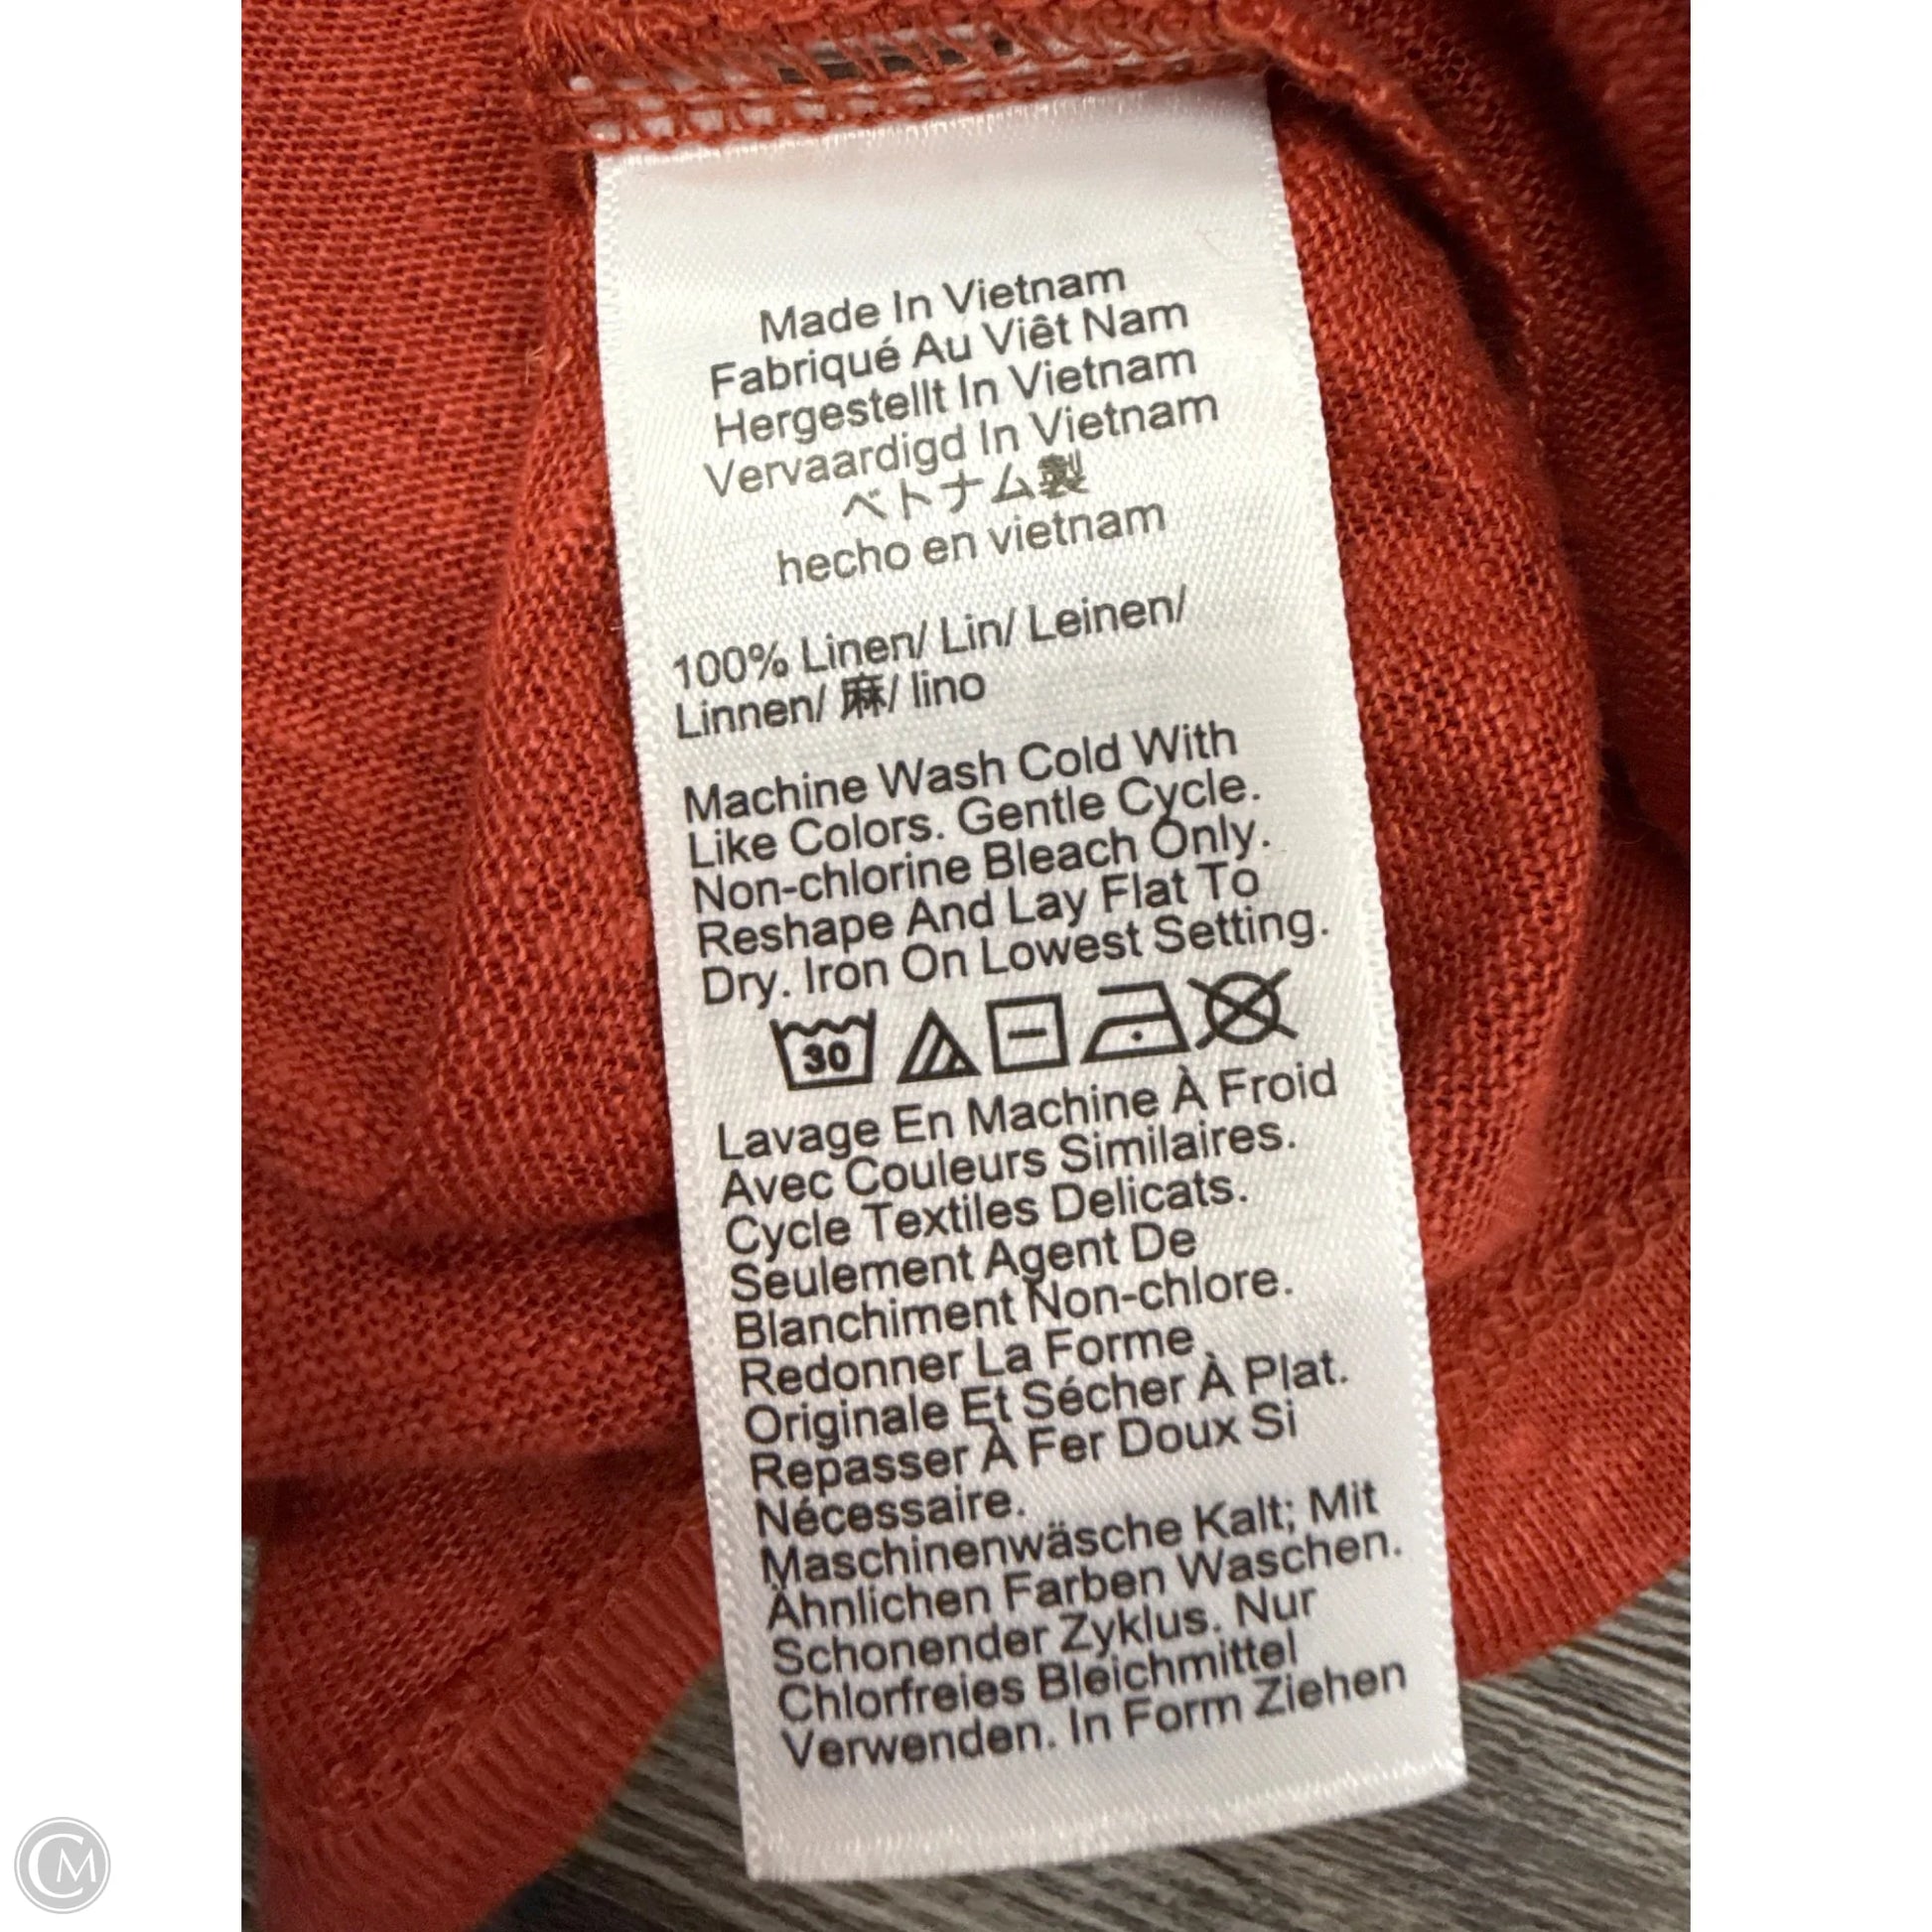 Made In Vietnam
Fabriqué Au Viêt Nam
Hergestellt In Vietnam
Vervaardigd In Vietnam
ベトナム製
hecho en vietnam
100% Linen/ Lin/ Leinen/
Linnen/ 麻/ lino
Machine Wash Cold With
Like Colors. Gentle Cycle.
Non-chlorine Bleach Only.
Reshape And Lay Flat To
Dry. Iron On Lowest Setting.
30
Lavage En Machine À Froid
Avec Couleurs Similaires.
Cycle Textiles Delicats.
Seulement Agent De
Blanchiment Non-chlore.
Redonner La Forme
Originale Et Sécher À Plat.
Repasser À Fer Doux Si
Nécessaire.
Maschinenwäsche Kalt; Mit
Ähnlichen Farben Waschen.
Schonender Zyklus. Nur
Chlorfreies Bleichmittel
Verwenden. In Form Ziehen
CM